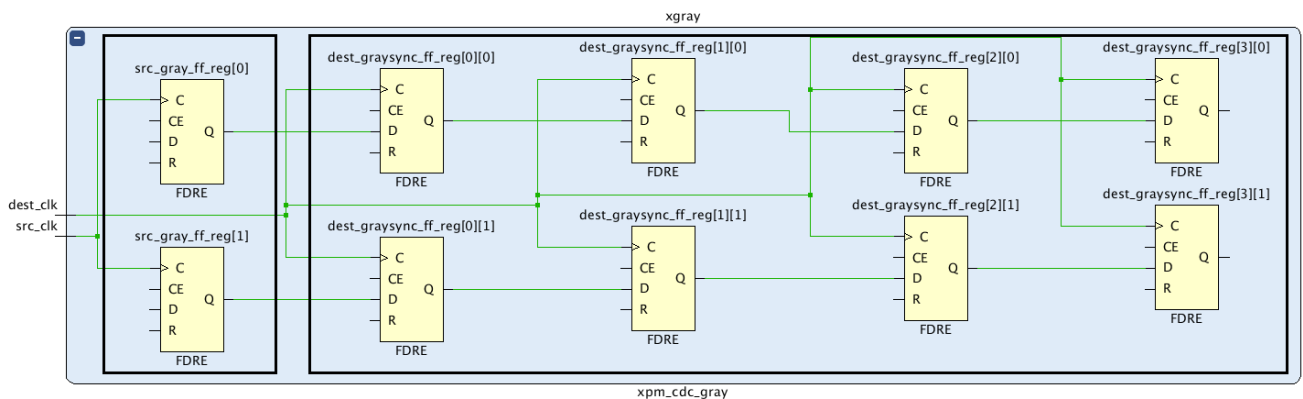 xgray
src_gray_ff_reg[0]
C
CE
D
R
Q
FDRE
dest_graysync_ff_reg[0][0]
C
CE
D
R
Q
FDRE
dest_graysync_ff_reg[1][0]
C
CE
D
R
Q
FDRE
dest_graysync_ff_reg[2][0]
C
CE
D
R
Q
FDRE
dest_graysync_ff_reg[3][0]
C
CE
D
R
Q
FDRE
dest_clk
src_clk
src_gray_ff_reg[1]
C
CE
D
R
Q
FDRE
dest_graysync_ff_reg[0][1]
C
CE
D
R
Q
FDRE
dest_graysync_ff_reg[1][1]
C
CE
D
R
Q
FDRE
dest_graysync_ff_reg[2][1]
C
CE
D
R
Q
FDRE
dest_graysync_ff_reg[3][1]
C
CE
D
R
Q
FDRE
xpm_cdc_gray